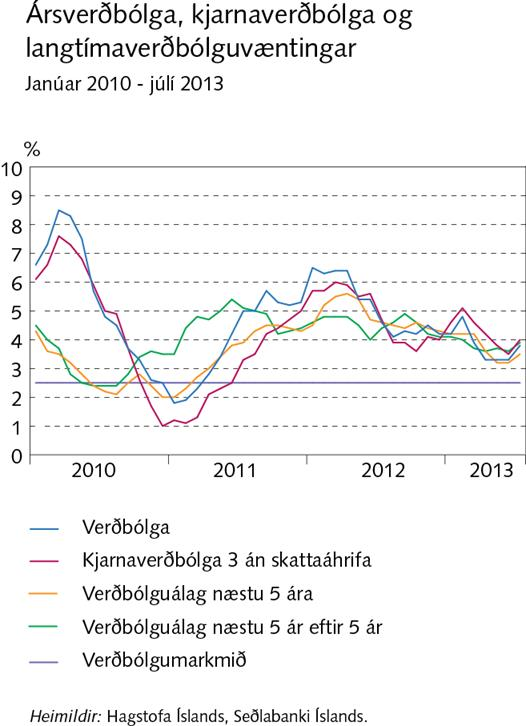 Ársverðbólga, kjarnaverðbólga og
langtímaverðbólguvæntingar
Janúar 2010 - júlí 2013
%
10
9
8
7
6
5
4
3
2
1
0
2010 2011 2012 2013
Verðbólga
Kjarnaverðbólga 3 án skattaáhrifa
Verðbólguálag næstu 5 ára
Verðbólguálag næstu 5 ár eftir 5 ár
Verðbólgumarkmið
Heimildir: Hagstofa Íslands, Seðlabanki Íslands.